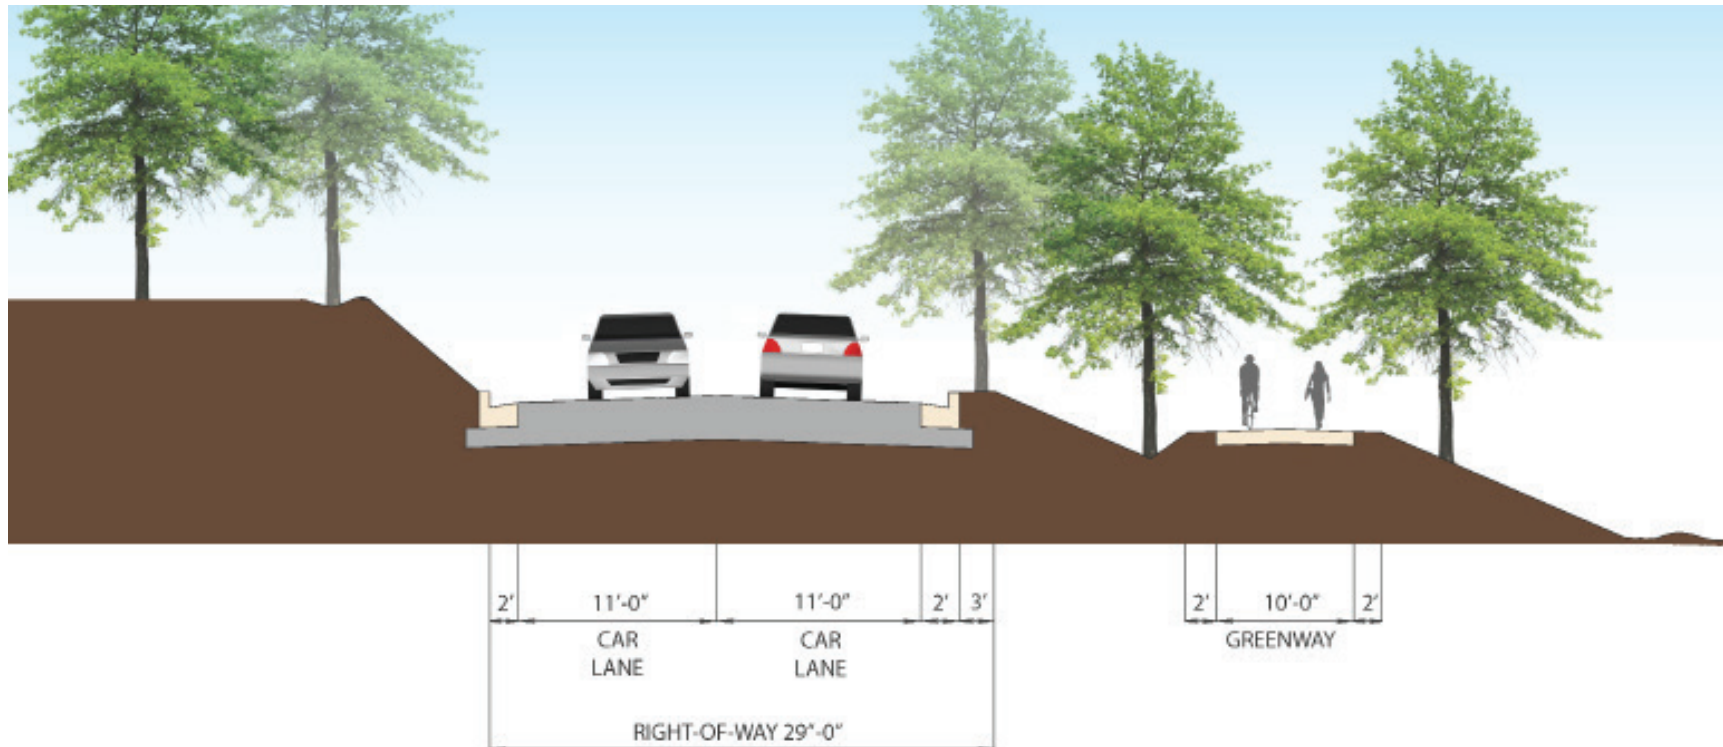 2' 11'-0" 11'-0" 2' 3' 2' 10'-0" 2'
CAR CAR GREENWAY
LANE LANE
RIGHT-OF-WAY 29"-0"